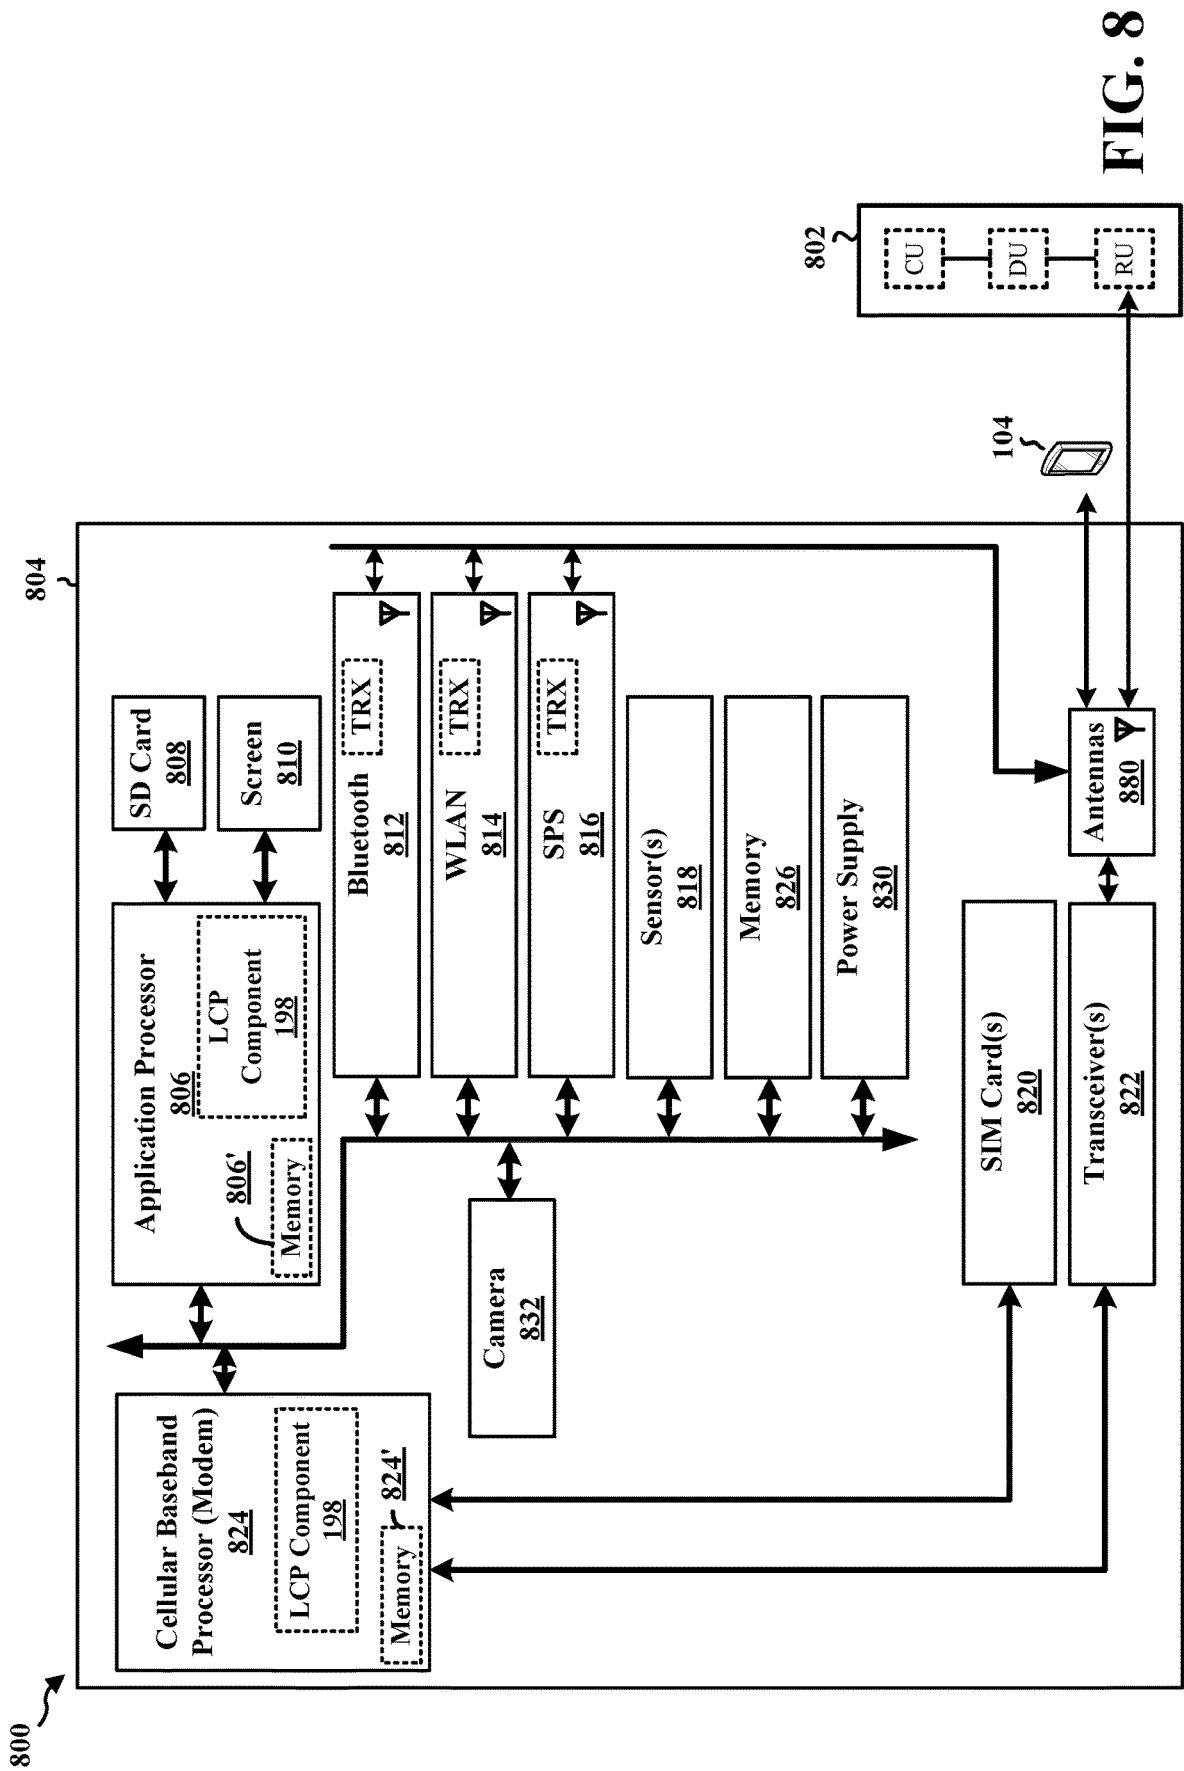 800
804
Cellular Baseband
Processor (Modem)
824
LCP Component
198
Memory
824'
Application Processor
806
LCP
Component
198
806'
Memory
SD Card
808
Screen
810
Bluetooth
812
TRX
WLAN
814
TRX
SPS
816
TRX
Sensor(s)
818
Memory
826
Power Supply
830
Camera
832
SIM Card(s)
820
Transceiver(s)
822
Antennas
880
104
802
CU
DU
RU
FIG. 8